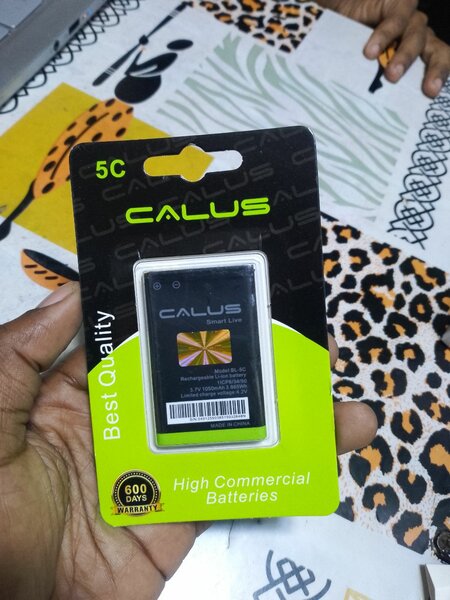 5C
CALUS
Best Quality
CALUS
Smart Live
Model BL-5C
Rechargeable Li-ion battery
3.7V 1050mAh 3.885Wh
Limited charge voltage 4.2V
MADE IN CHINA
600
DAYS
WARRANTY
High Commercial
Batteries